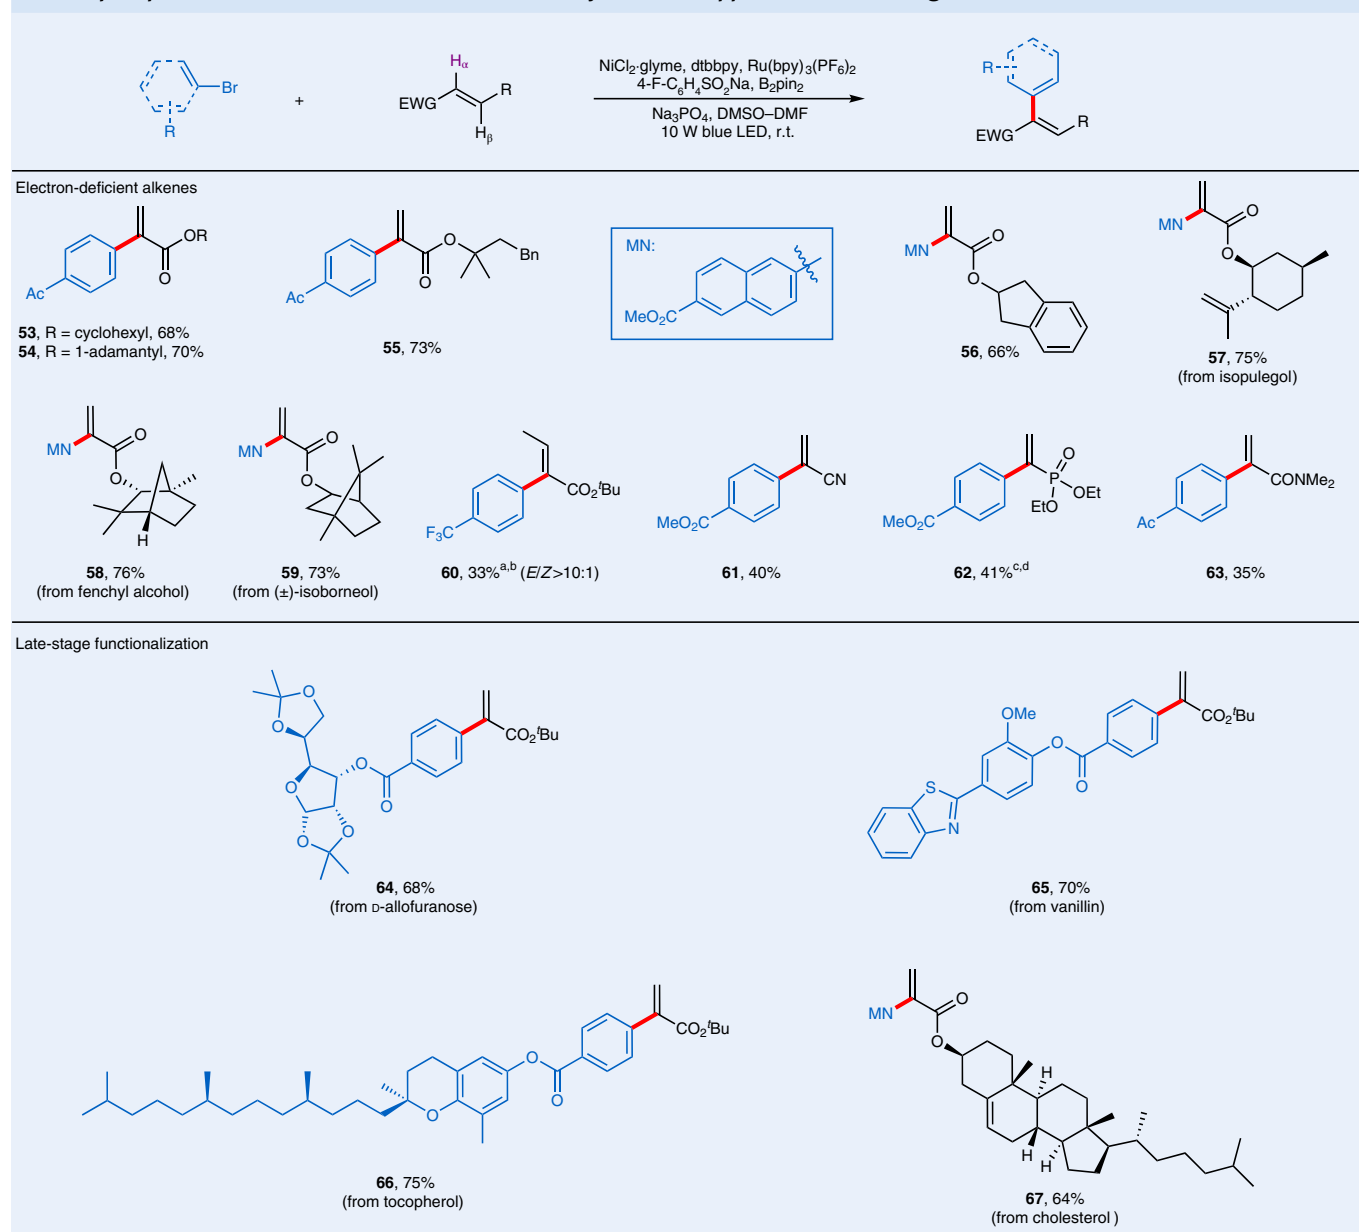 Br
R
+
Hα
EWG
R
Hβ
NiCl2·glyme, dtbbpy, Ru(bpy)3(PF6)2
4-F-C6H4SO2Na, B2pin2
Na3PO4, DMSO–DMF
10 W blue LED, r.t.
R
EWG
R
Electron-deficient alkenes
OR
O
Ac
53, R = cyclohexyl, 68%
54, R = 1-adamantyl, 70%
O
Bn
O
Ac
55, 73%
MN:
MeO2C
MN
O
O
56, 66%
MN
O
O
57, 75%
(from isopulegol)
MN
O
O
H
58, 76%
(from fenchyl alcohol)
MN
O
O
59, 73%
(from (±)-isoborneol)
CO2tBu
F3C
60, 33%a,b (E/Z>10:1)
CN
MeO2C
61, 40%
O
P
OEt
EtO
MeO2C
62, 41%c,d
CONMe2
Ac
63, 35%
Late-stage functionalization
O
O
O
O
O
O
O
CO2tBu
64, 68%
(from D-allofuranose)
OMe
O
O
S
N
CO2tBu
65, 70%
(from vanillin)
O
O
O
CO2tBu
66, 75%
(from tocopherol)
MN
O
O
H
H
H
67, 64%
(from cholesterol )